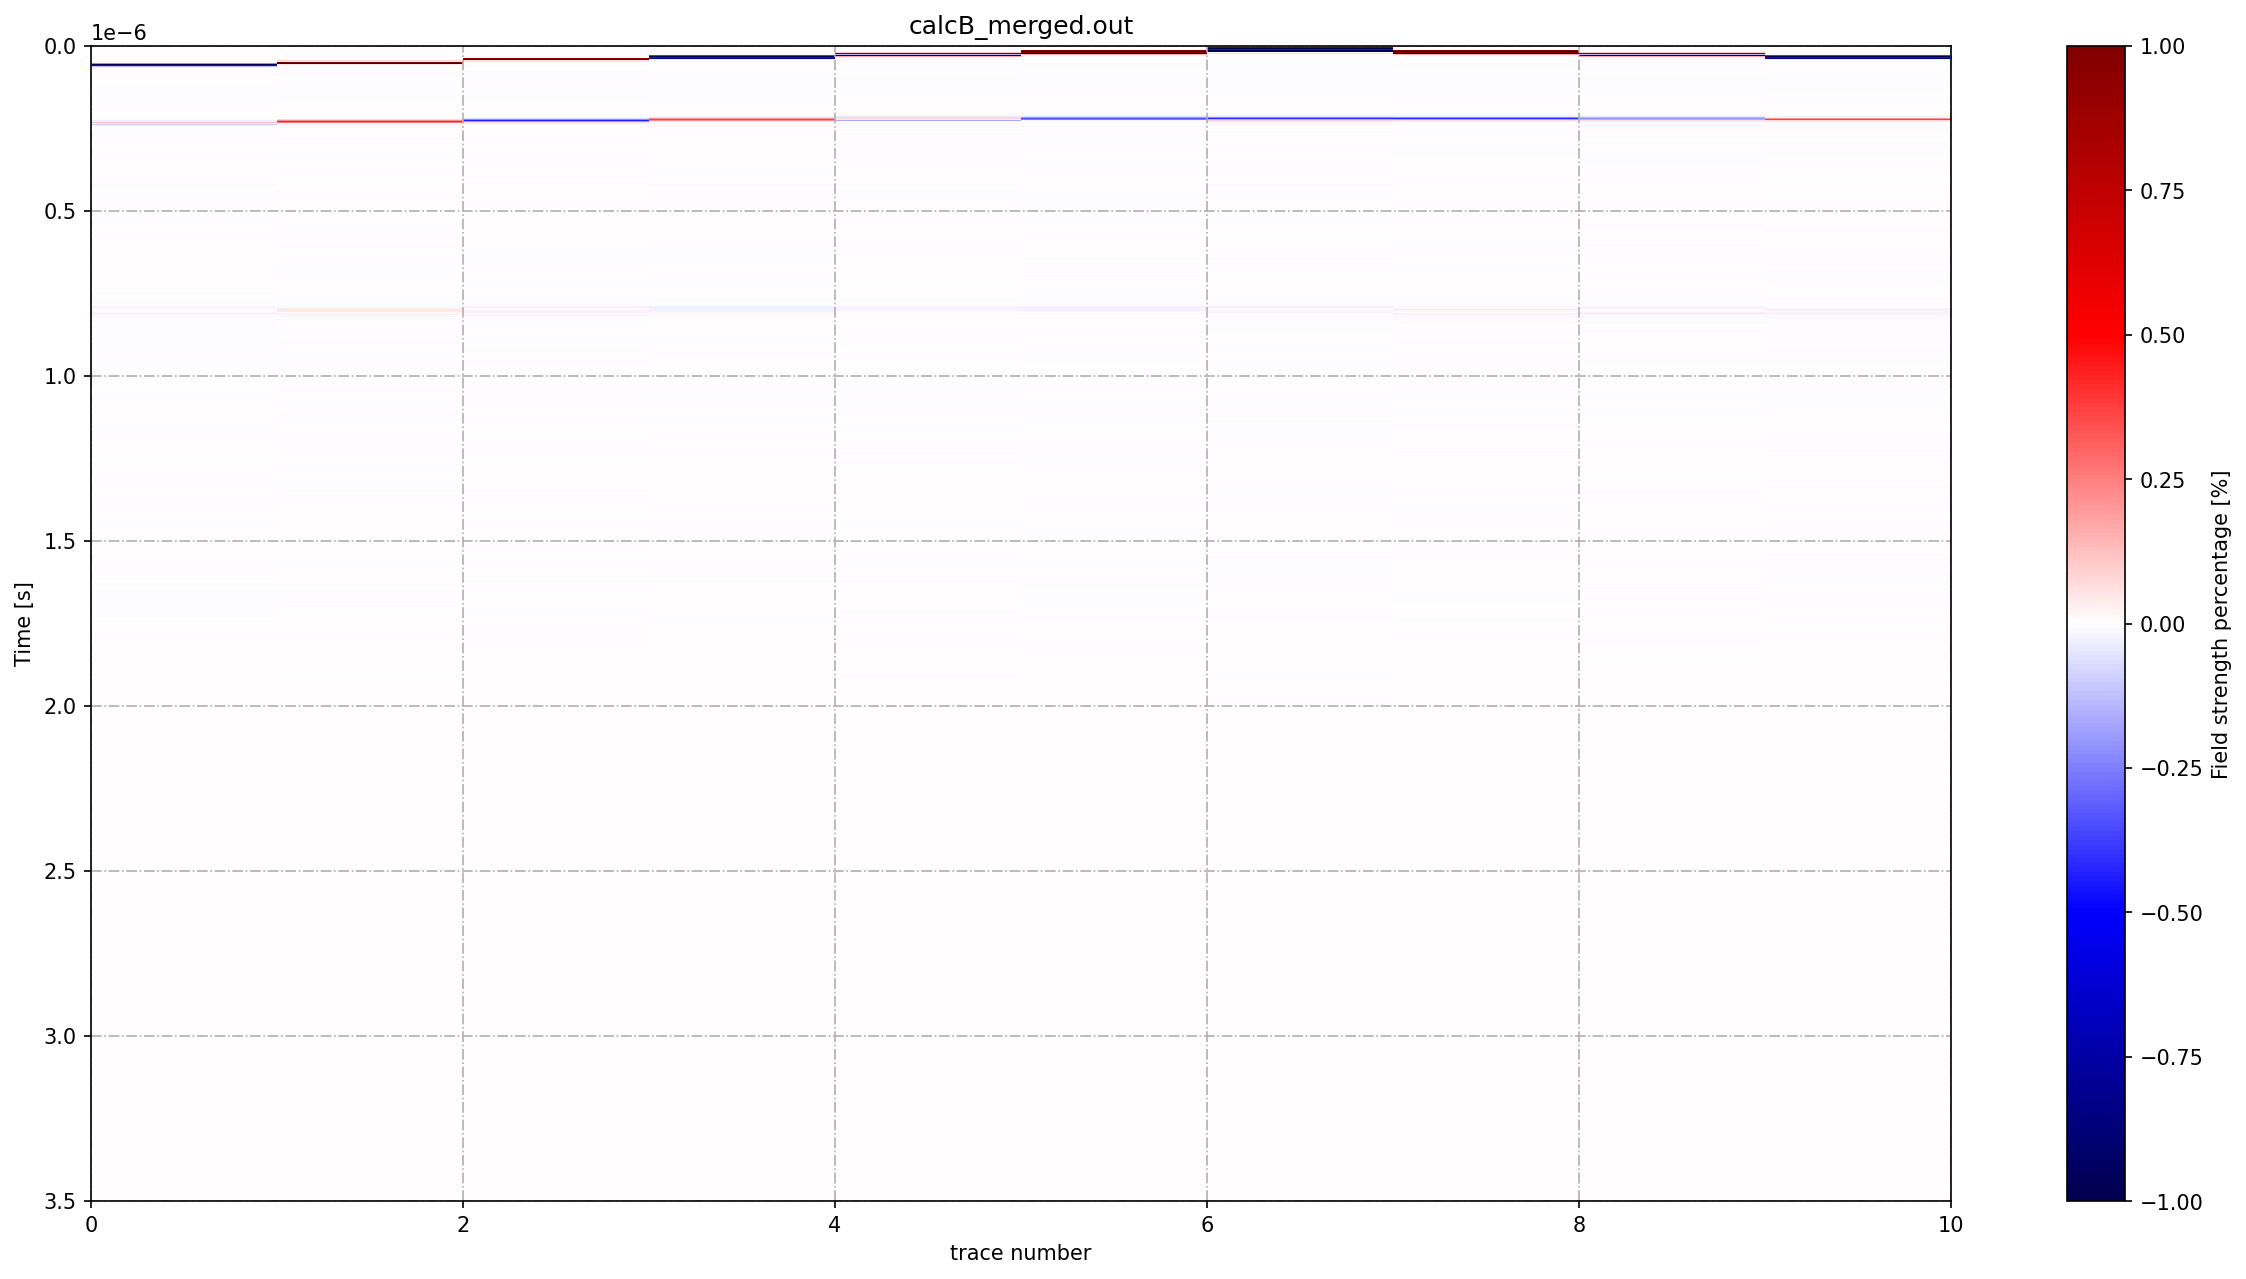 calcB_merged.out
1e−6
0.0
0.5
1.0
1.5
2.0
2.5
3.0
3.5
Time [s]
0 2 4 6 8 10
trace number
1.00
0.75
0.50
0.25
0.00
−0.25
−0.50
−0.75
−1.00
Field strength percentage [%]